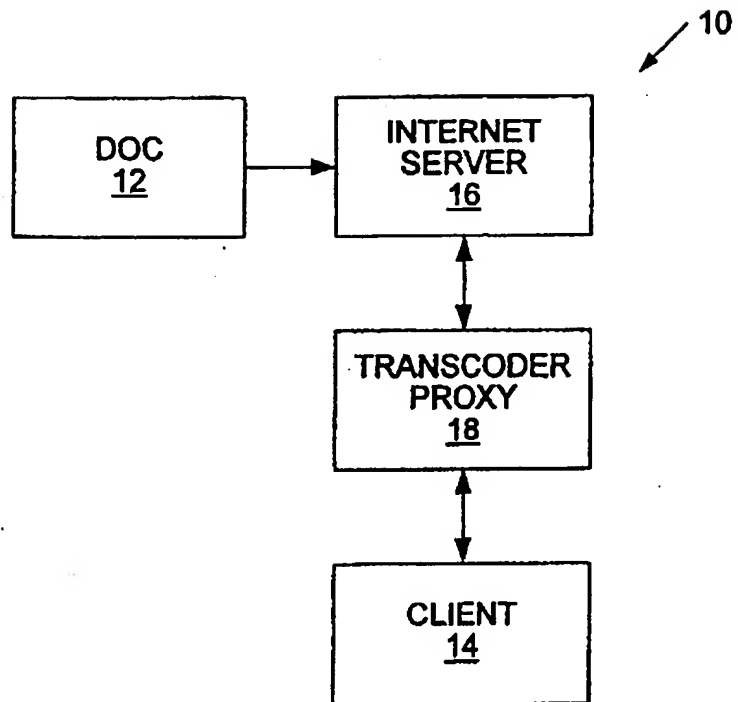 10
DOC
12
INTERNET
SERVER
16
TRANSCODER
PROXY
18
CLIENT
14